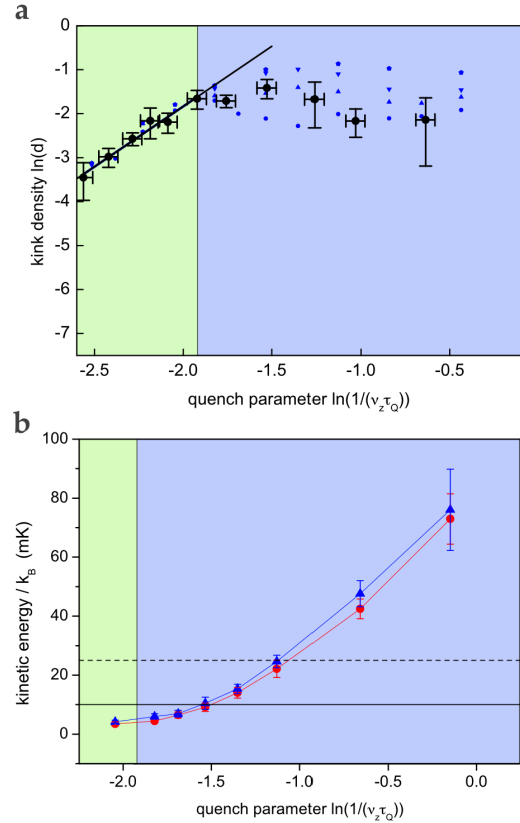 a
0
-1
-2
-3
-4
-5
-6
-7
kink density ln(d)
-2.5 -2.0 -1.5 -1.0 -0.5
quench parameter ln(1/(ν_zτ_Q))
b
100
80
60
40
20
0
kinetic energy / k_B (mK)
-2.0 -1.5 -1.0 -0.5 0.0
quench parameter ln(1/(ν_zτ_Q))